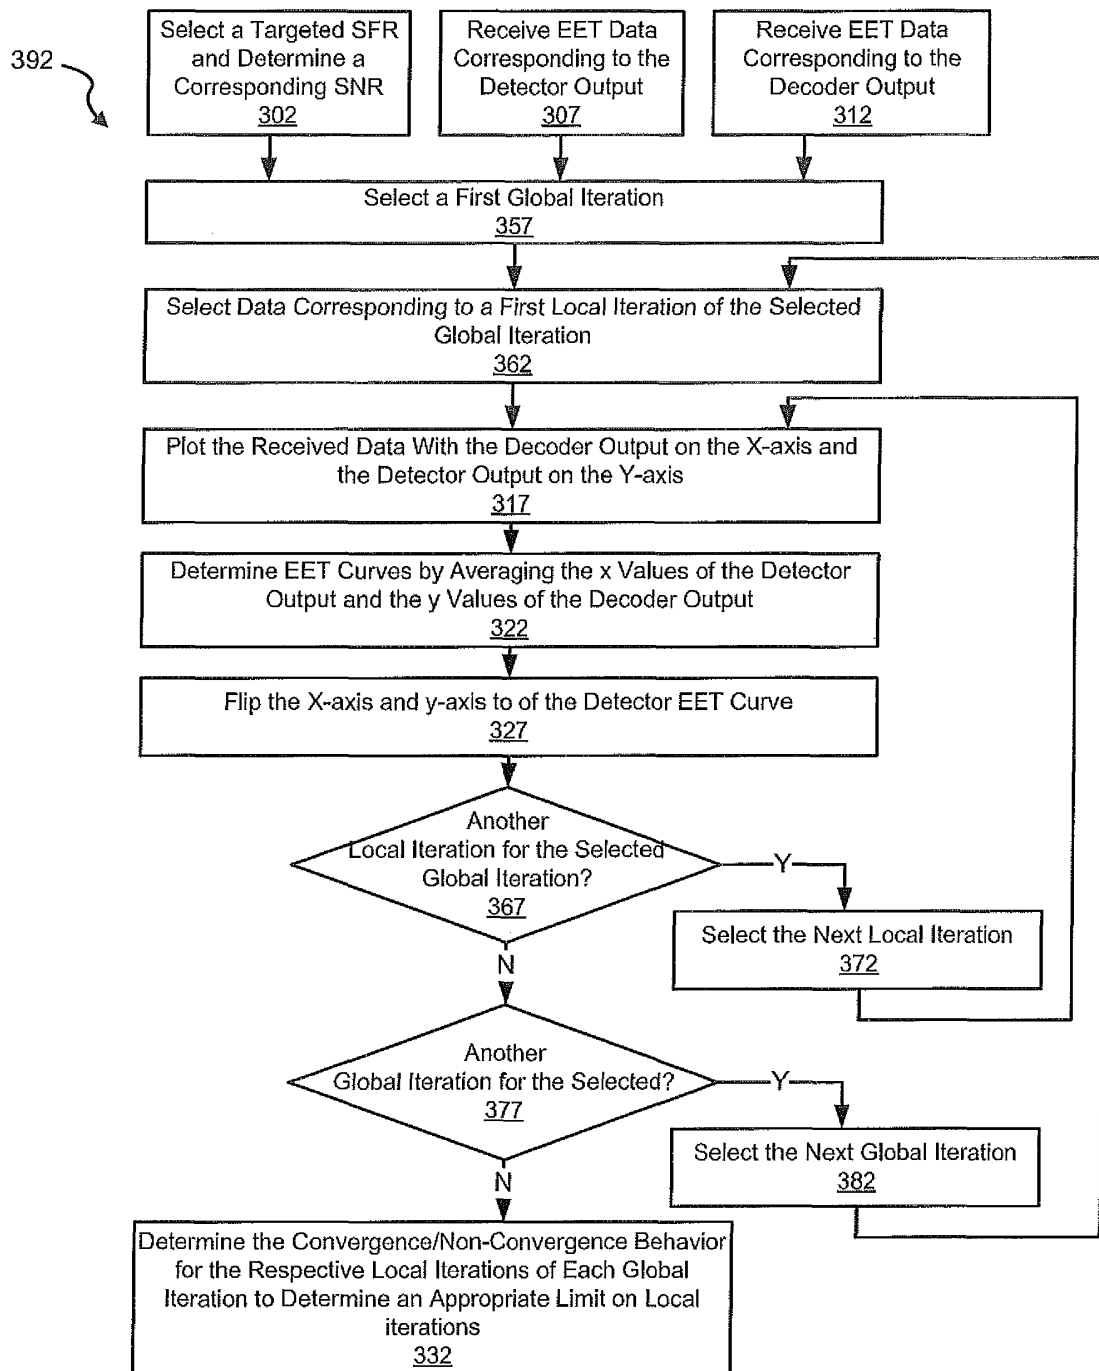 392
Select a Targeted SFR
and Determine a
Corresponding SNR
302
Receive EET Data
Corresponding to the
Detector Output
307
Receive EET Data
Corresponding to the
Decoder Output
312
Select a First Global Iteration
357
Select Data Corresponding to a First Local Iteration of the Selected
Global Iteration
362
Plot the Received Data With the Decoder Output on the X-axis and
the Detector Output on the Y-axis
317
Determine EET Curves by Averaging the x Values of the Detector
Output and the y Values of the Decoder Output
322
Flip the X-axis and y-axis to of the Detector EET Curve
327
Another
Local Iteration for the Selected
Global Iteration?
367
Y
Select the Next Local Iteration
372
N
Another
Global Iteration for the Selected?
377
Y
Select the Next Global Iteration
382
N
Determine the Convergence/Non-Convergence Behavior
for the Respective Local Iterations of Each Global
Iteration to Determine an Appropriate Limit on Local
iterations
332